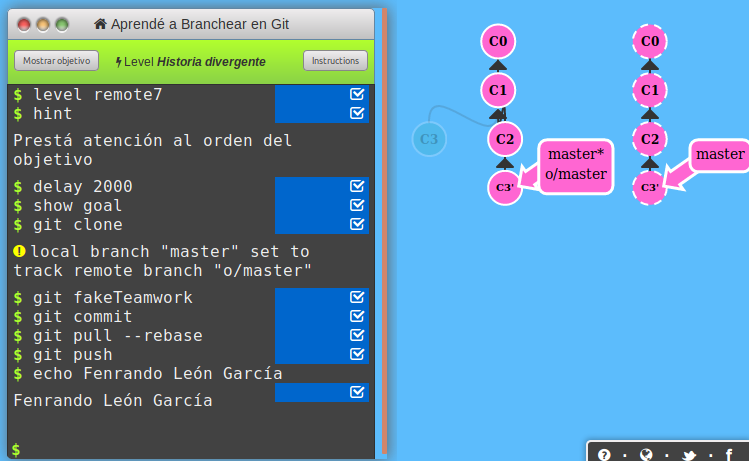 Aprendé a Branchear en Git
Mostrar objetivo
Level Historia divergente
Instructions
$ level remote7
$ hint
Prestá atención al orden del
objetivo
$ delay 2000
$ show goal
$ git clone
local branch "master" set to
track remote branch "o/master"
$ git fakeTeamwork
$ git commit
$ git pull --rebase
$ git push
$ echo Fenrando León García
Fenrando León García
$
C0
C1
C3
C2
C3'
master*
o/master
C0
C1
C2
C3'
master